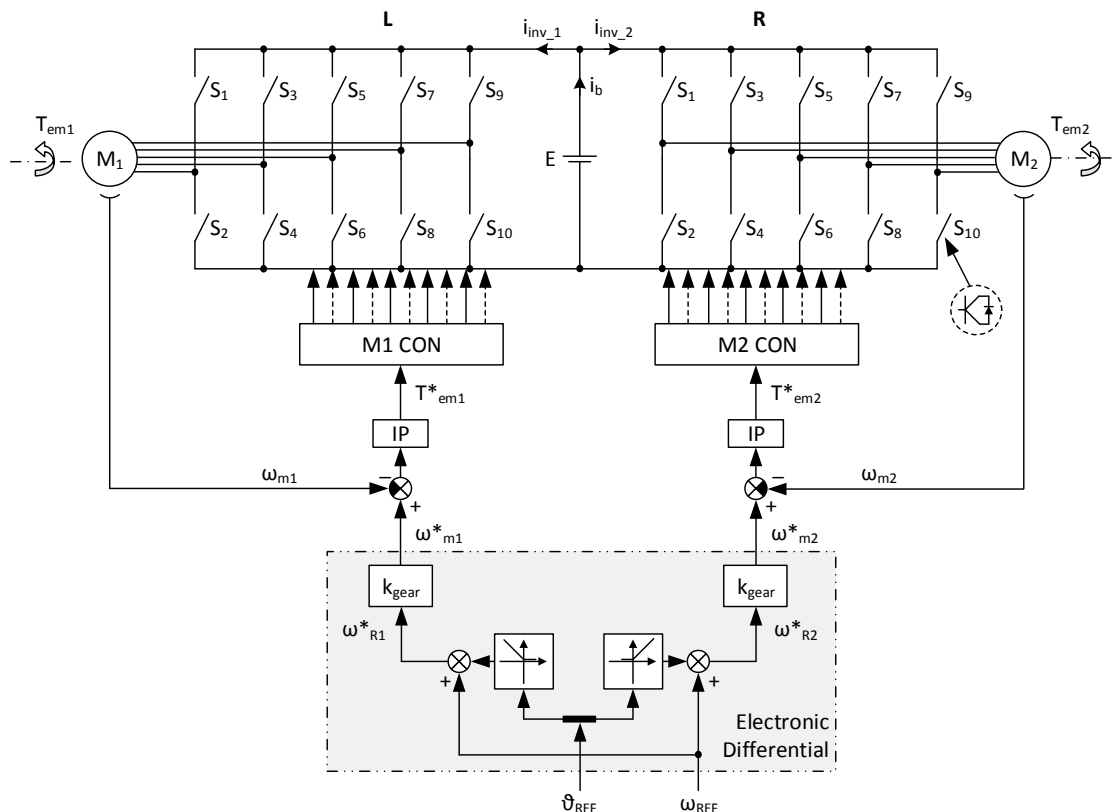 L R
i_inv_1 i_inv_2
S1 S3 S5 S7 S9
i_b
S1 S3 S5 S7 S9
T_em1
M1
E
M2
T_em2
S2 S4 S6 S8 S10
S2 S4 S6 S8 S10
M1 CON
M2 CON
T*_em1
T*_em2
IP
IP
ω_m1
−
+
ω_m2
−
+
ω*_m1
ω*_m2
k_gear
k_gear
ω*_R1
ω*_R2
+
+
Electronic
Differential
ϑ_REF
ω_REF